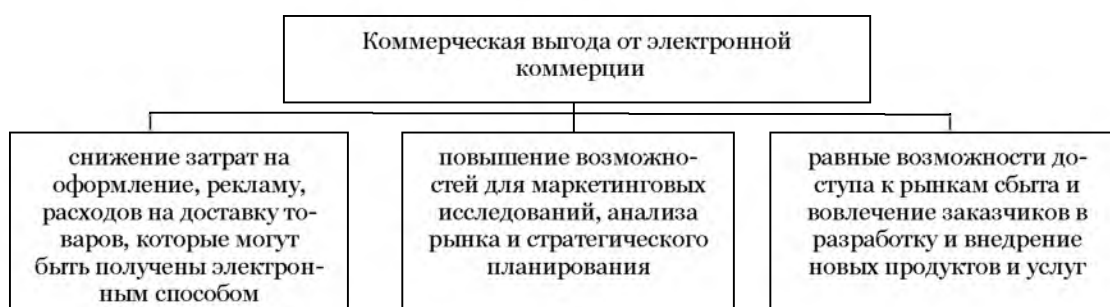 Коммерческая выгода от электронной
коммерции
снижение затрат на
оформление, рекламу,
расходов на доставку то-
варов, которые могут
быть получены электрон-
ным способом
повышение возможно-
стей для маркетинговых
исследований, анализа
рынка и стратегического
планирования
равные возможности до-
ступа к рынкам сбыта и
вовлечение заказчиков в
разработку и внедрение
новых продуктов и услуг